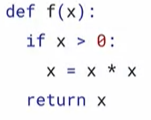 def f(x):
  if x > 0:
    x = x * x
  return x